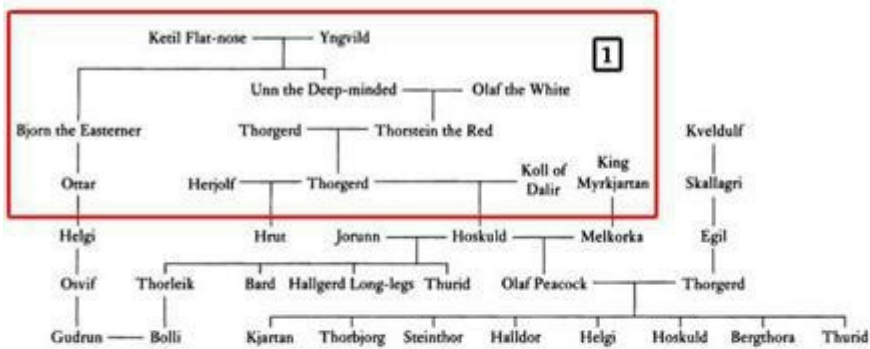 Ketil Flat-nose Yngvild
1
Unn the Deep-minded Olaf the White
Bjorn the Easterner Thorgerd Thorstein the Red Kveldulf
Ottar Herjolf Thorgerd Koll of Dalir King Myrkjartan Skallagri
Helgi Hrut Jorunn Hoskuld Melkorka Egil
Osvif Thorleik Bard Hallgerd Long-legs Thurid Olaf Peacock Thorgerd
Gudrun Bolli Kjartan Thorbjorg Steinthor Halldor Helgi Hoskuld Bergthora Thurid